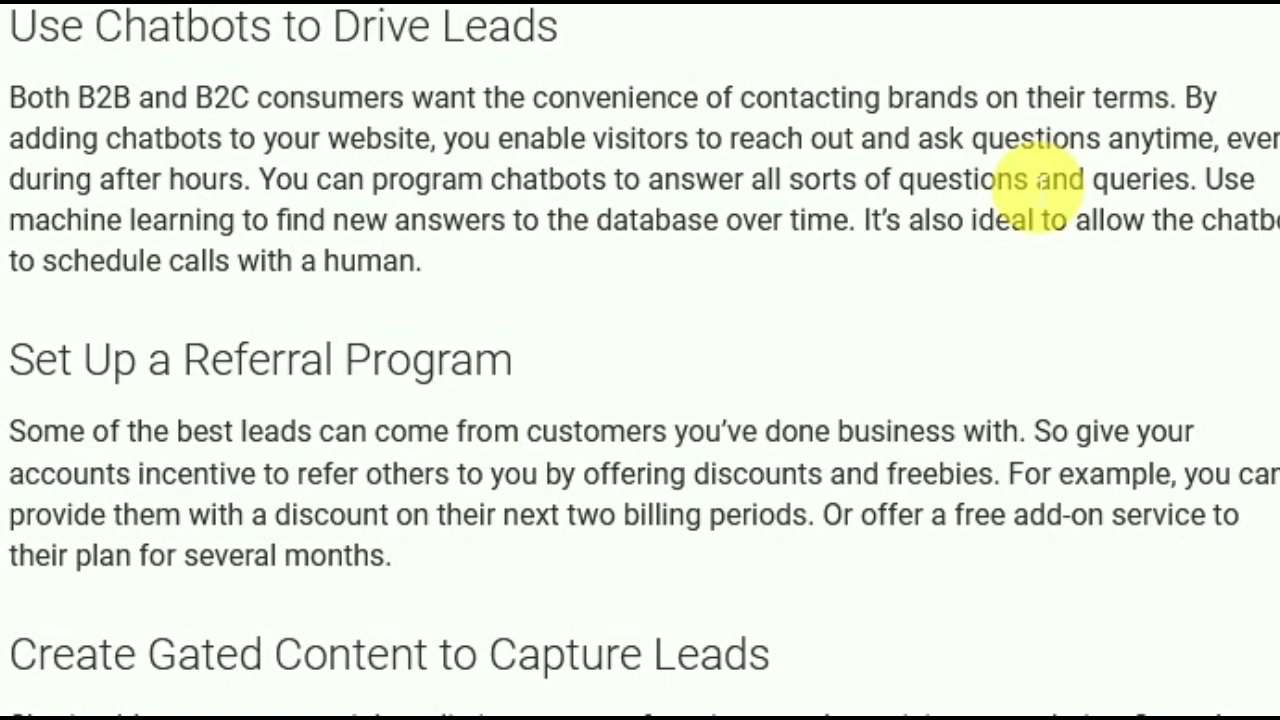 Use Chatbots to Drive Leads
Both B2B and B2C consumers want the convenience of contacting brands on their terms. By
adding chatbots to your website, you enable visitors to reach out and ask questions anytime, even
during after hours. You can program chatbots to answer all sorts of questions and queries. Use
machine learning to find new answers to the database over time. It's also ideal to allow the
to schedule calls with a human.
Set Up a Referral Program
Some of the best leads can come from customers you've done business with. So give your
accounts incentive to refer others to you by offering discounts and freebies. For example, you can
provide them with a discount on their next two billing periods. Or offer a free add-on service to
their plan for several months.
Create Gated Content to Capture Leads